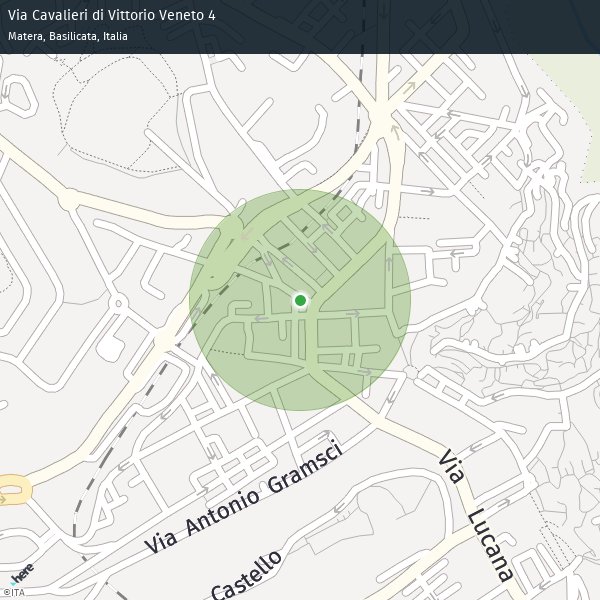 Via Cavalieri di Vittorio Veneto 4
Matera, Basilicata, Italia
Via Antonio Gramsci
Via Lucana
Castello
here
©ITA